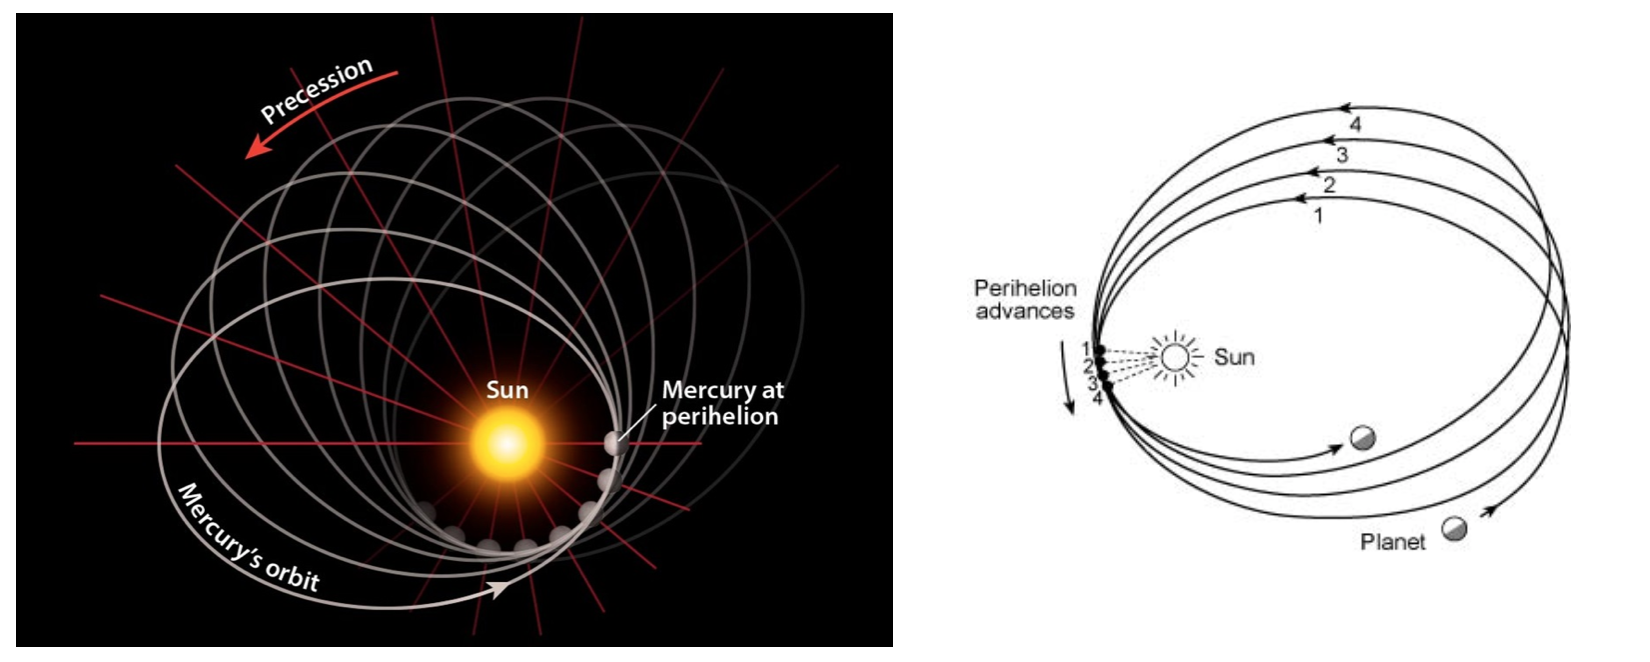 Precession
Sun
Mercury at
perihelion
Mercury's orbit
4
3
2
1
Perihelion
advances
1
2
3
4
Sun
Planet